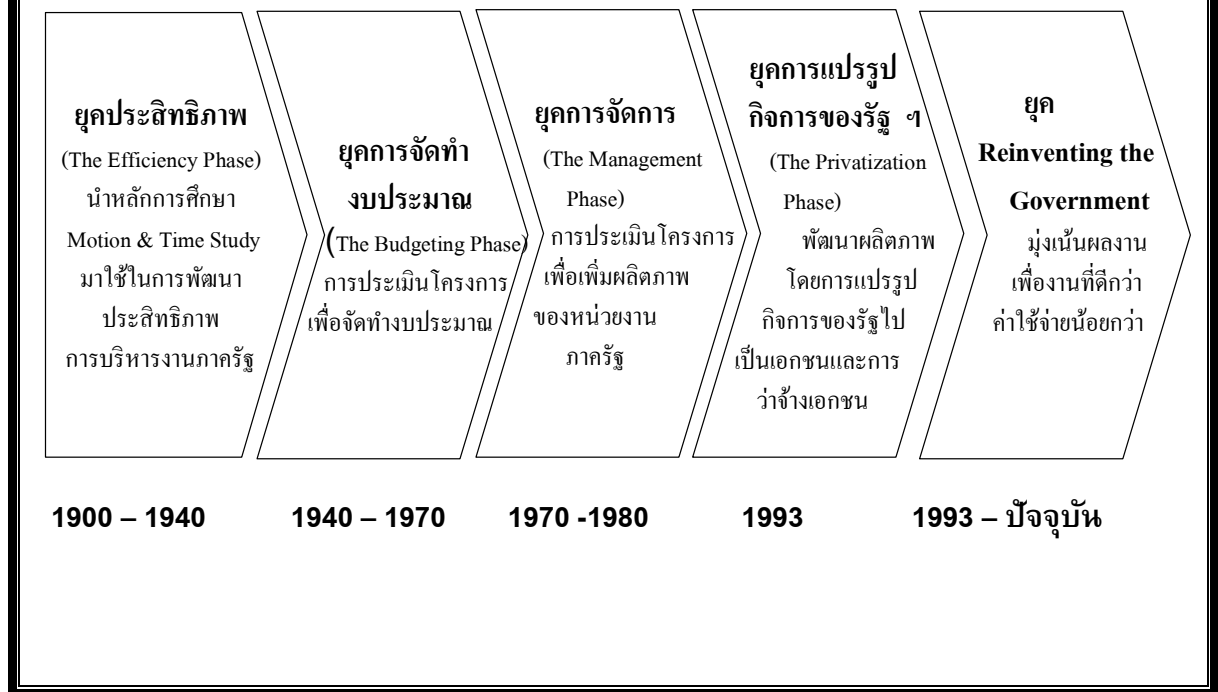 ยุคประสิทธิภาพ
(The Efficiency Phase)
นำหลักการศึกษา
Motion & Time Study
มาใช้ในการพัฒนา
ประสิทธิภาพ
การบริหารงานภาครัฐ
ยุคการจัดทำ
งบประมาณ
(The Budgeting Phase)
การประเมินโครงการ
เพื่อจัดทำงบประมาณ
ยุคการจัดการ
(The Management
Phase)
การประเมินโครงการ
เพื่อเพิ่มผลิตภาพ
ของหน่วยงาน
ภาครัฐ
ยุคการแปรรูป
กิจการของรัฐ ฯ
(The Privatization
Phase)
พัฒนาผลิตภาพ
โดยการแปรรูป
กิจการของรัฐไป
เป็นเอกชนและการ
ว่าจ้างเอกชน
ยุค
Reinventing the
Government
มุ่งเน้นผลงาน
เพื่องานที่ดีกว่า
ค่าใช้จ่ายน้อยกว่า
1900 – 1940
1940 – 1970
1970 -1980
1993
1993 – ปัจจุบัน